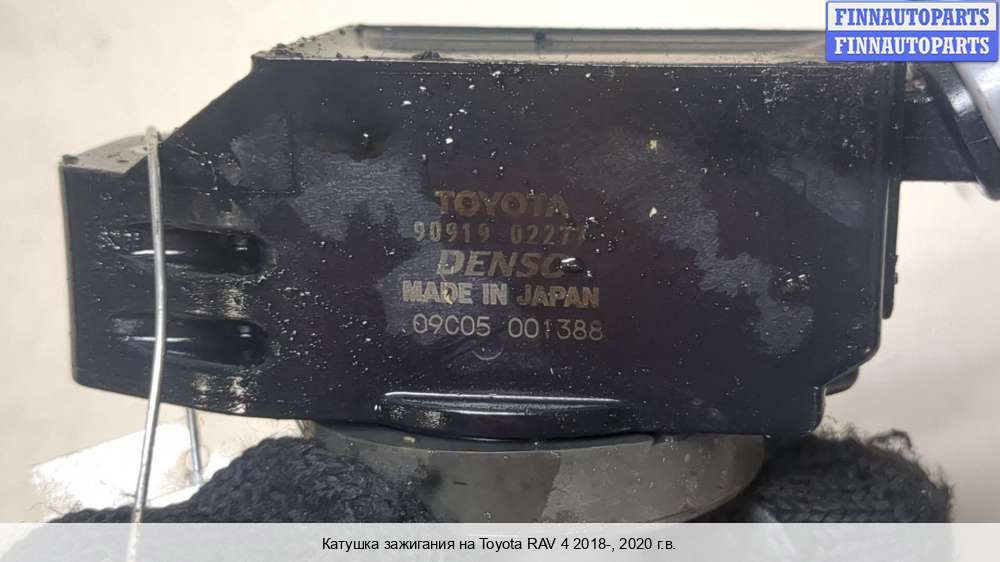 FINNAUTOPARTS
FINNAUTOPARTS
TOYOTA
90919 02277
DENSO
MADE IN JAPAN
09C05 001388
Катушка зажигания на Toyota RAV 4 2018-, 2020 г.в.